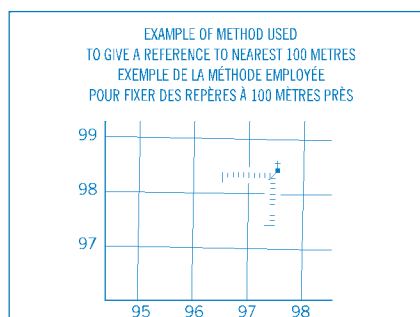 EXAMPLE OF METHOD USED
TO GIVE A REFERENCE TO NEAREST 100 METRES
EXEMPLE DE LA MÉTHODE EMPLOYÉE
POUR FIXER DES REPÈRES À 100 MÈTRES PRÈS
99
98
97
95 96 97 98